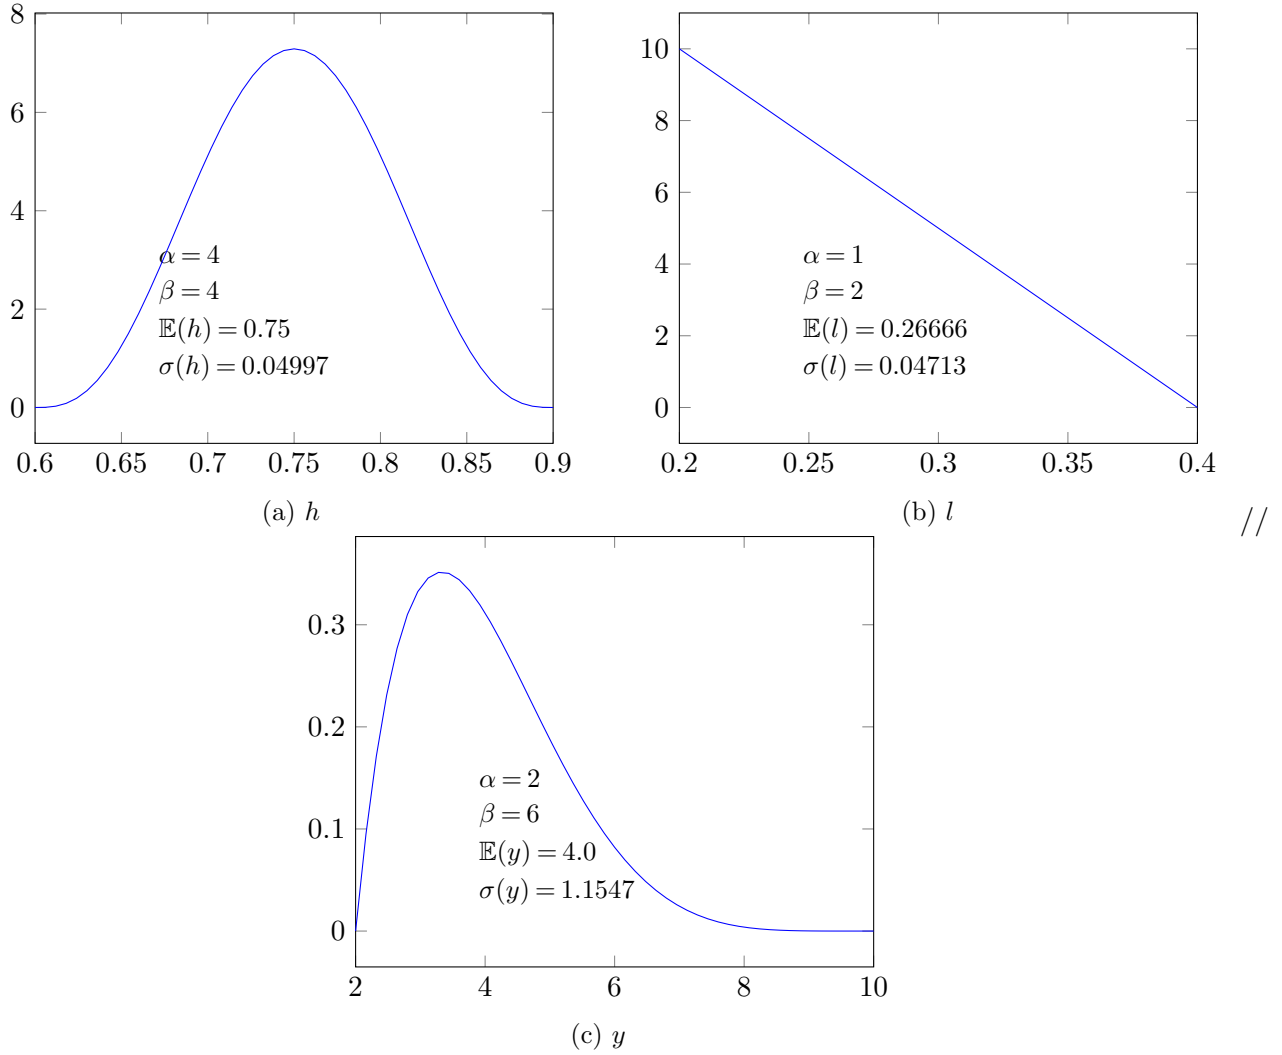 8
6
4
2
0
0.6 0.65 0.7 0.75 0.8 0.85 0.9
α = 4
β = 4
𝔼(h) = 0.75
σ(h) = 0.04997
(a) h
10
8
6
4
2
0
0.2 0.25 0.3 0.35 0.4
α = 1
β = 2
𝔼(l) = 0.26666
σ(l) = 0.04713
(b) l
//
0.3
0.2
0.1
0
2 4 6 8 10
α = 2
β = 6
𝔼(y) = 4.0
σ(y) = 1.1547
(c) y